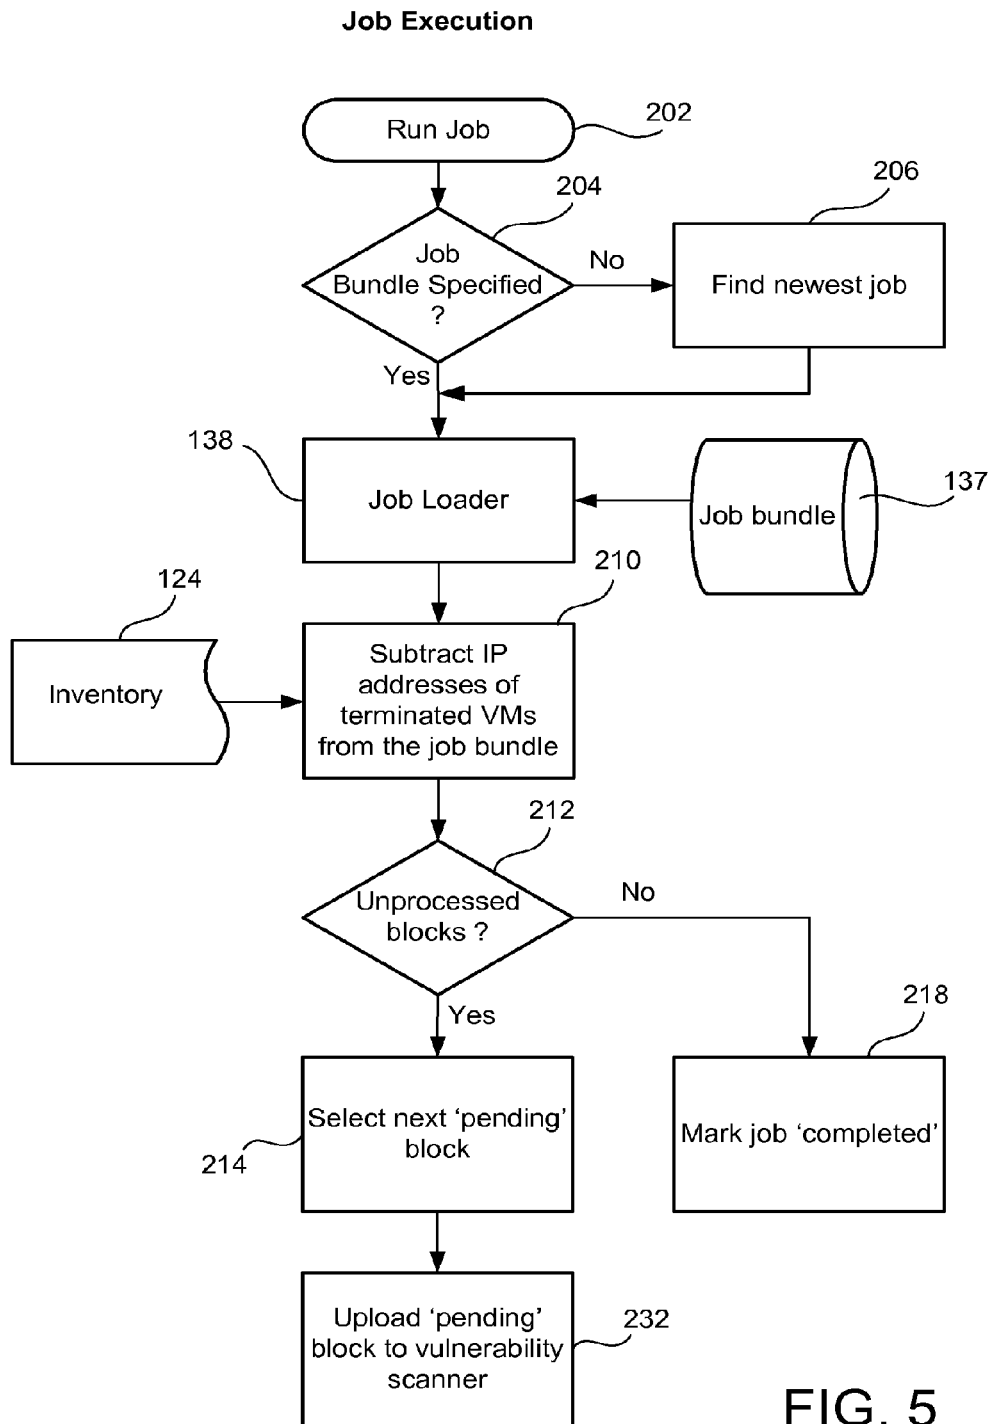 Job Execution
Run Job
202
204
206
Job
Bundle Specified
?
No
Find newest job
Yes
138
Job Loader
Job bundle
137
210
124
Inventory
Subtract IP
addresses of
terminated VMs
from the job bundle
212
Unprocessed
blocks ?
No
Yes
218
Select next ‘pending’
block
214
Mark job ‘completed’
Upload ‘pending’
block to vulnerability
scanner
232
FIG. 5